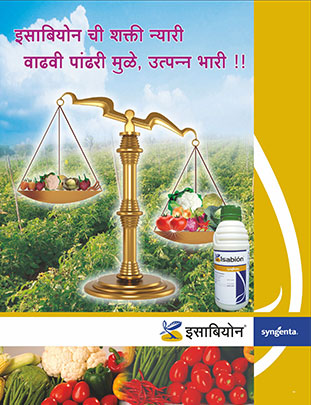 इसाबियोन ची शक्ती न्यारी
वाढवी पांढरी मुळे, उत्पन्न भारी !!
Isabion
इसाबियोन
syngenta